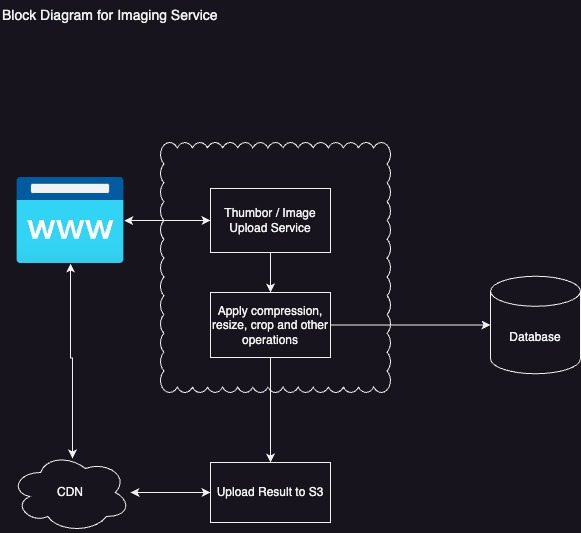 Block Diagram for Imaging Service
WWW
Thumbor / Image
Upload Service
Apply compression,
resize, crop and other
operations
Database
CDN
Upload Result to S3